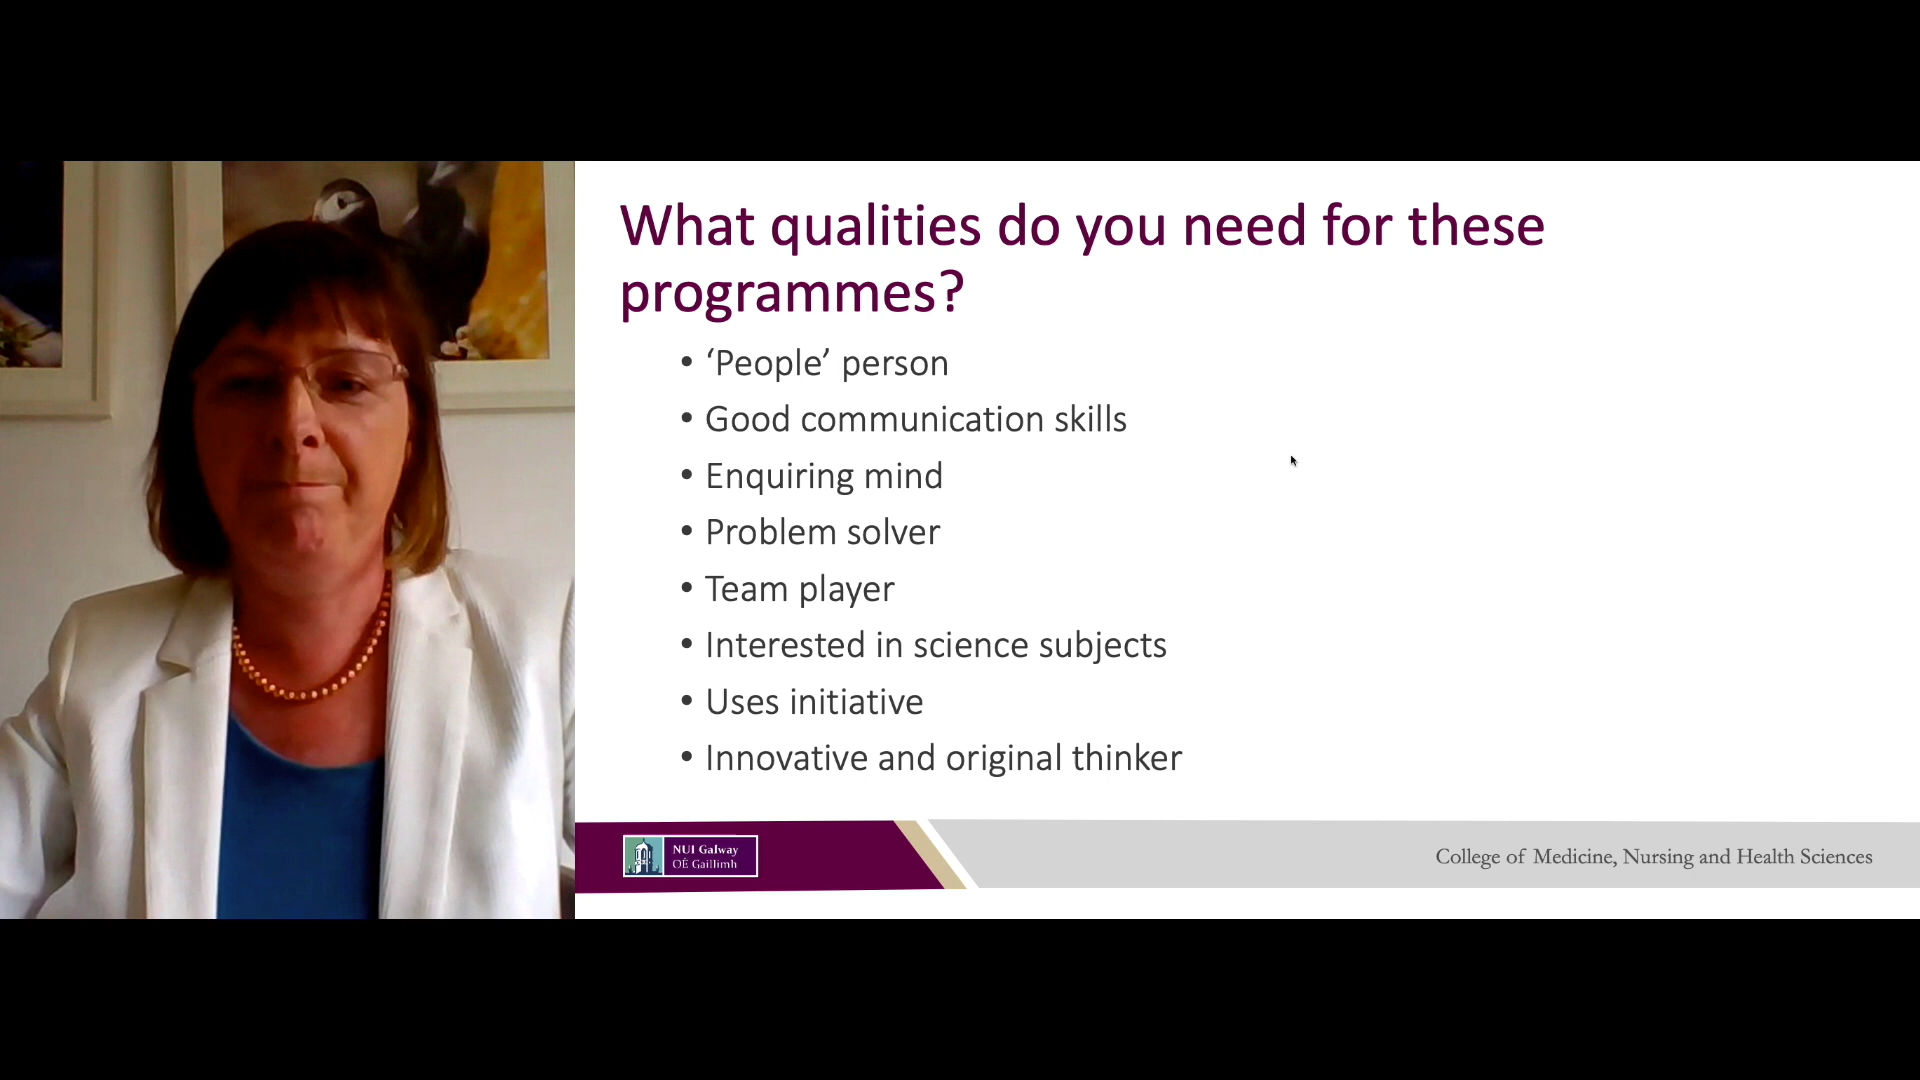 What qualities do you need for these
programmes?
• ‘People’ person
• Good communication skills
• Enquiring mind
• Problem solver
• Team player
• Interested in science subjects
• Uses initiative
• Innovative and original thinker
NUI Galway
OÉ Gaillimh
College of Medicine, Nursing and Health Sciences